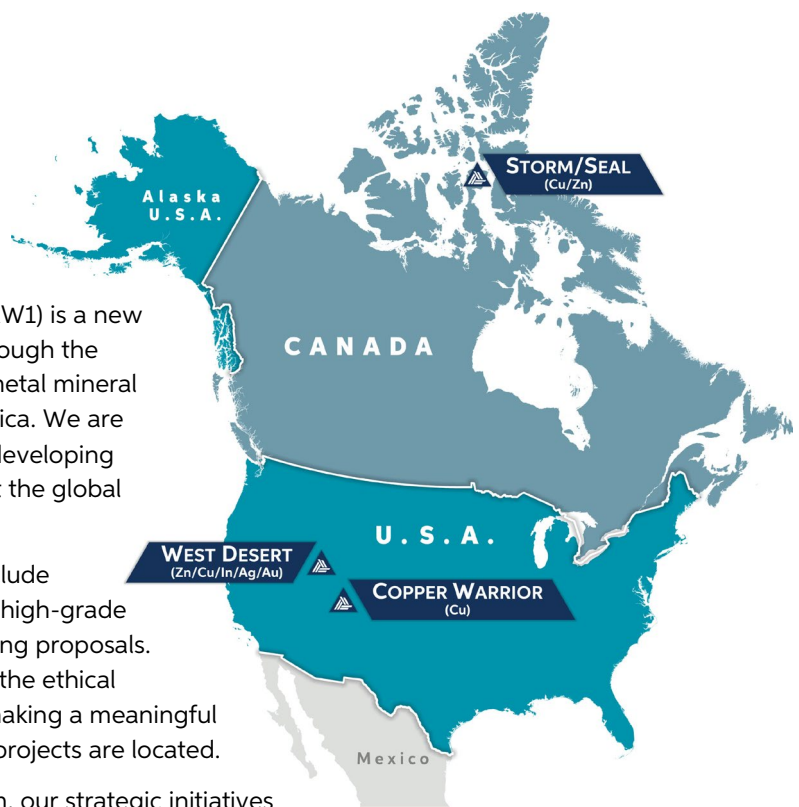 W1) is a new
ough the
netal mineral
ica. We are
developing
t the global
lude
high-grade
ing proposals.
the ethical
naking a meaningful
projects are located.
n, our strategic initiatives
Alaska
U.S.A.
STORM/SEAL
(Cu/Zn)
CANADA
U.S.A.
WEST DESERT
(Zn/Cu/In/Ag/Au)
COPPER WARRIOR
(Cu)
Mexico